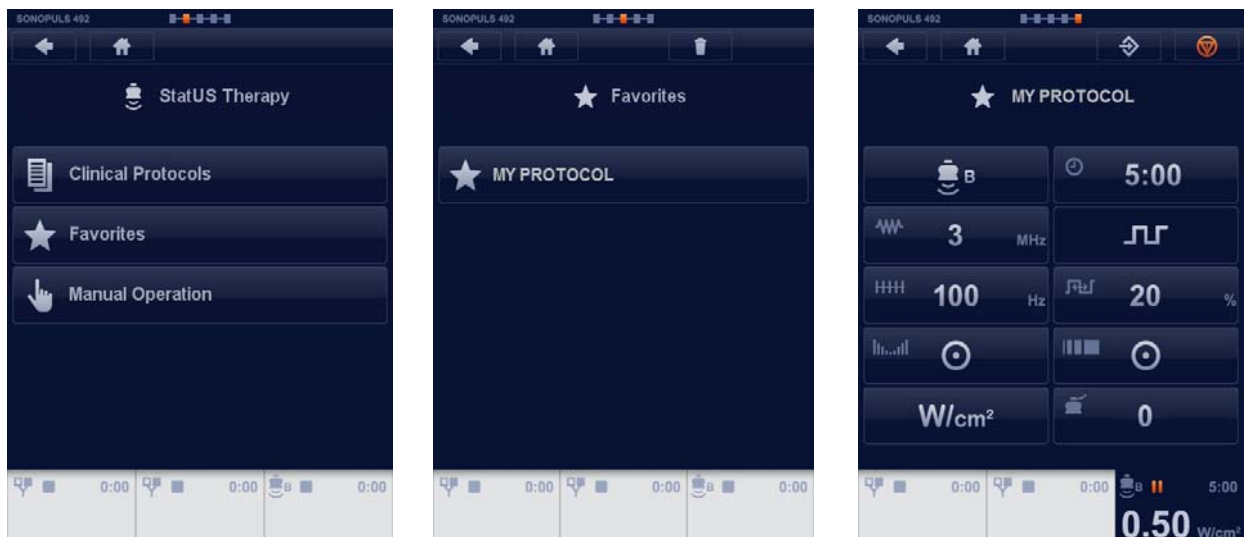 SONOPULS 492
StatUS Therapy
Clinical Protocols
Favorites
Manual Operation
0:00 0:00 B 0:00
SONOPULS 492
Favorites
MY PROTOCOL
0:00 0:00 B 0:00
SONOPULS 492
MY PROTOCOL
B 5:00
3 MHz
100 Hz 20 %
W/cm² 0
0:00 0:00 B 5:00
0.50 W/cm²